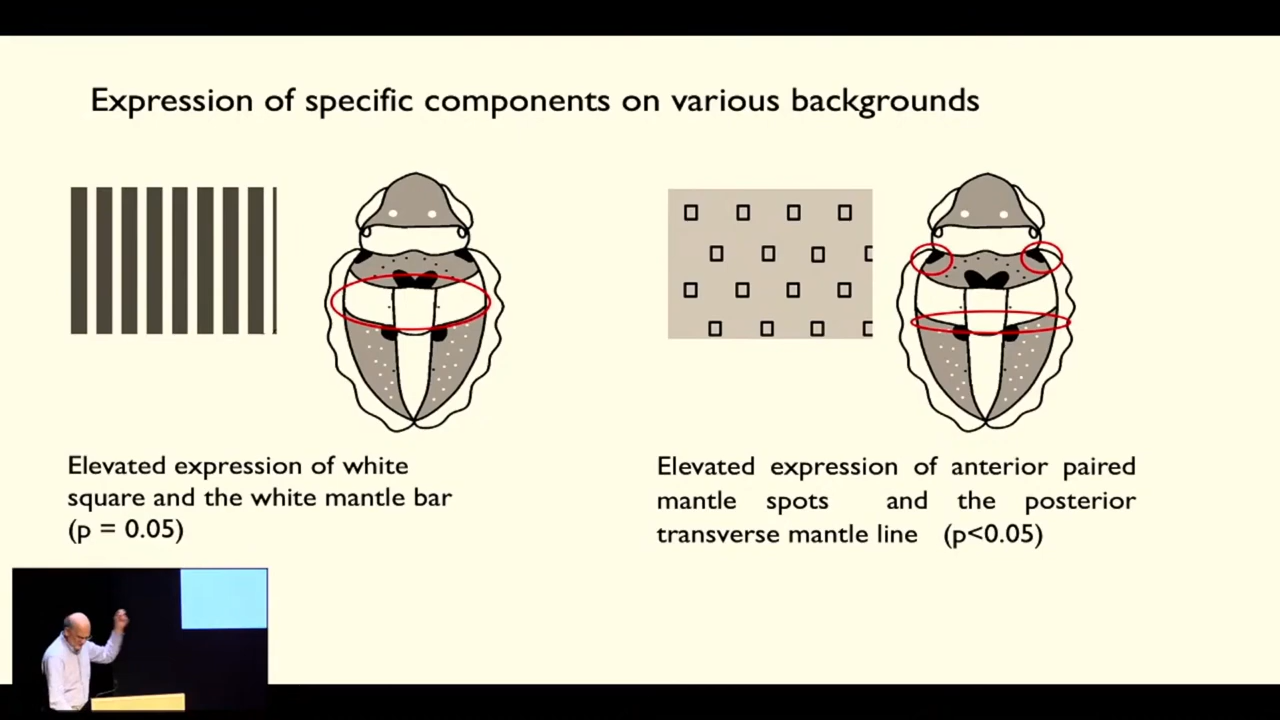 Expression of specific components on various backgrounds
Elevated expression of white
square and the white mantle bar
(p = 0.05)
Elevated expression of anterior paired
mantle spots and the posterior
transverse mantle line (p<0.05)